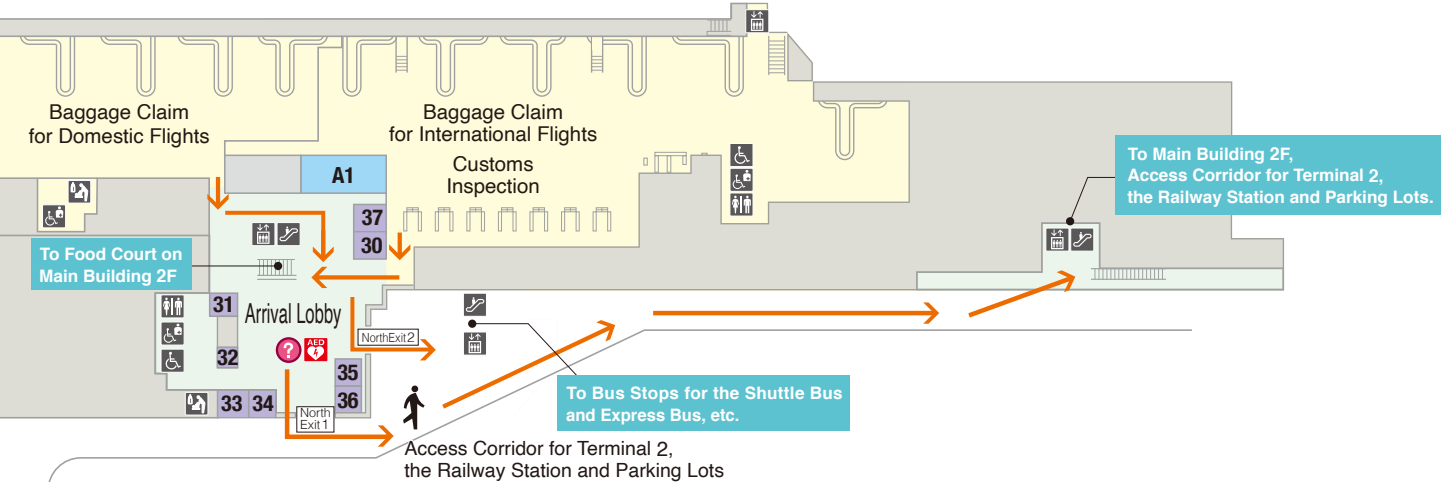 Baggage Claim
for Domestic Flights
Baggage Claim
for International Flights
Customs
Inspection
A1
37
30
To Main Building 2F,
Access Corridor for Terminal 2,
the Railway Station and Parking Lots.
To Food Court on
Main Building 2F
31
Arrival Lobby
32
?
AED
NorthExit2
35
36
33
34
North
Exit1
To Bus Stops for the Shuttle Bus
and Express Bus, etc.
Access Corridor for Terminal 2,
the Railway Station and Parking Lots